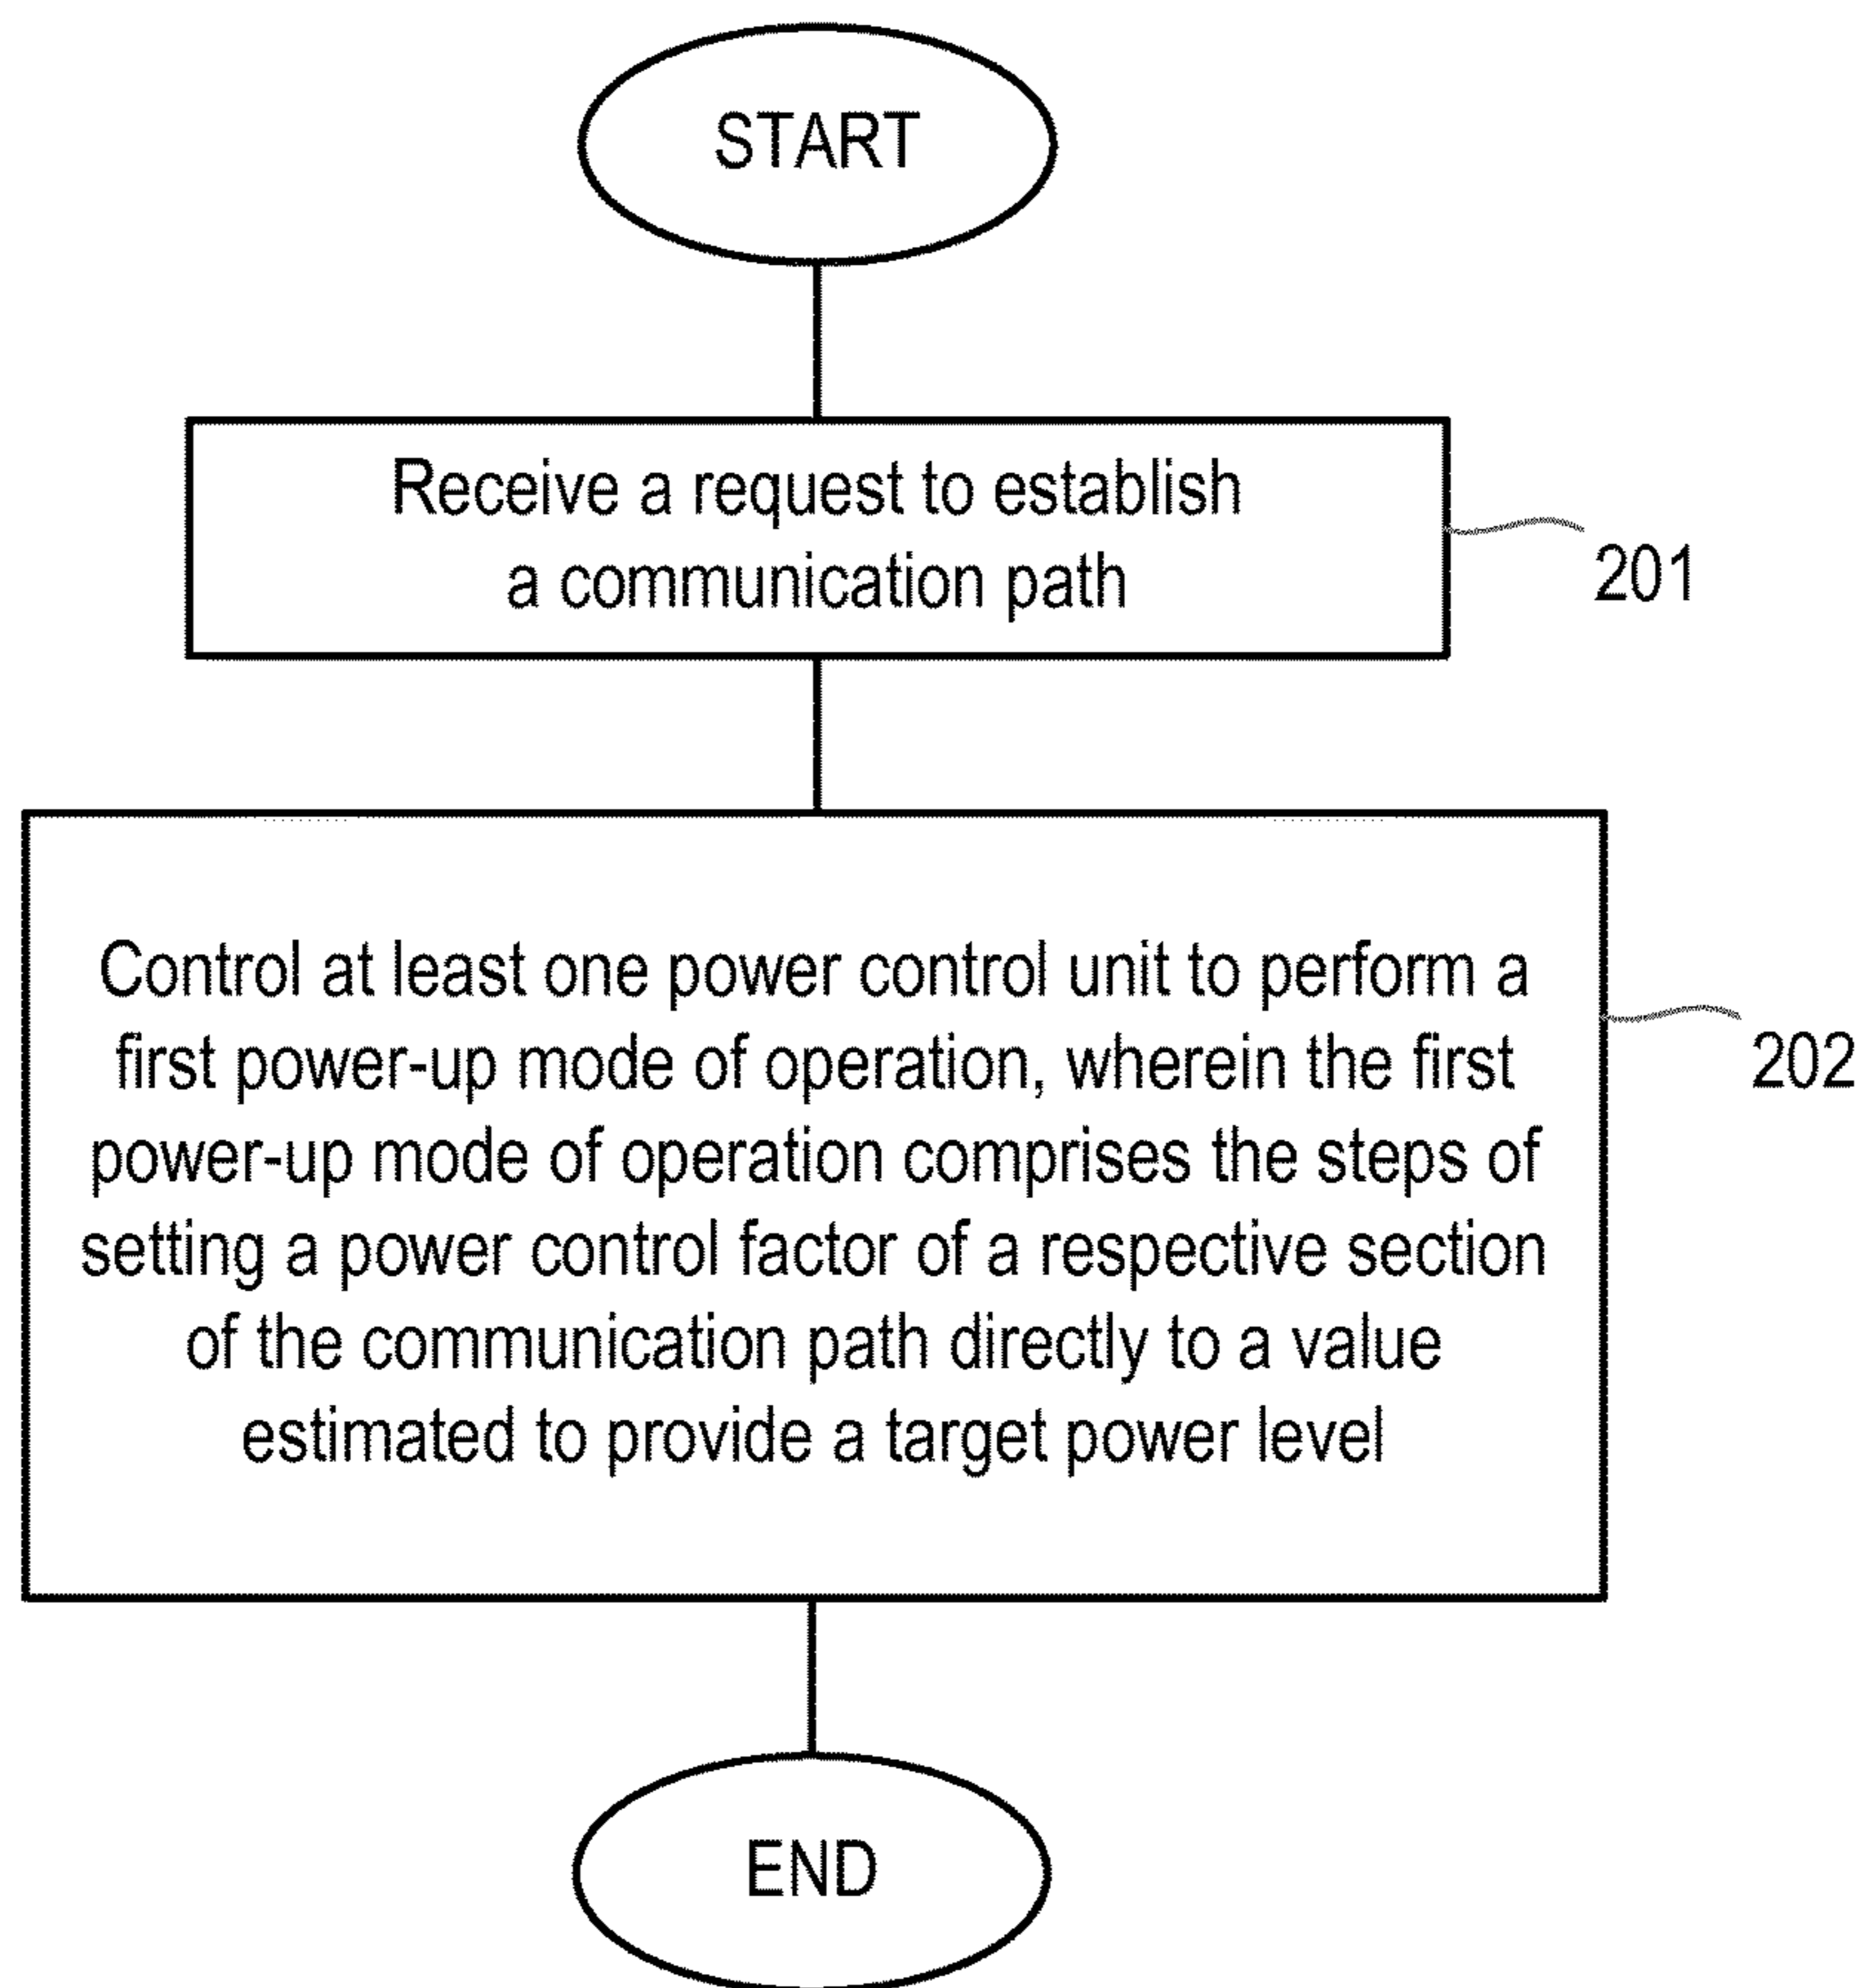 START
Receive a request to establish
a communication path
201
Control at least one power control unit to perform a
first power-up mode of operation, wherein the first
power-up mode of operation comprises the steps of
setting a power control factor of a respective section
of the communication path directly to a value
estimated to provide a target power level
202
END